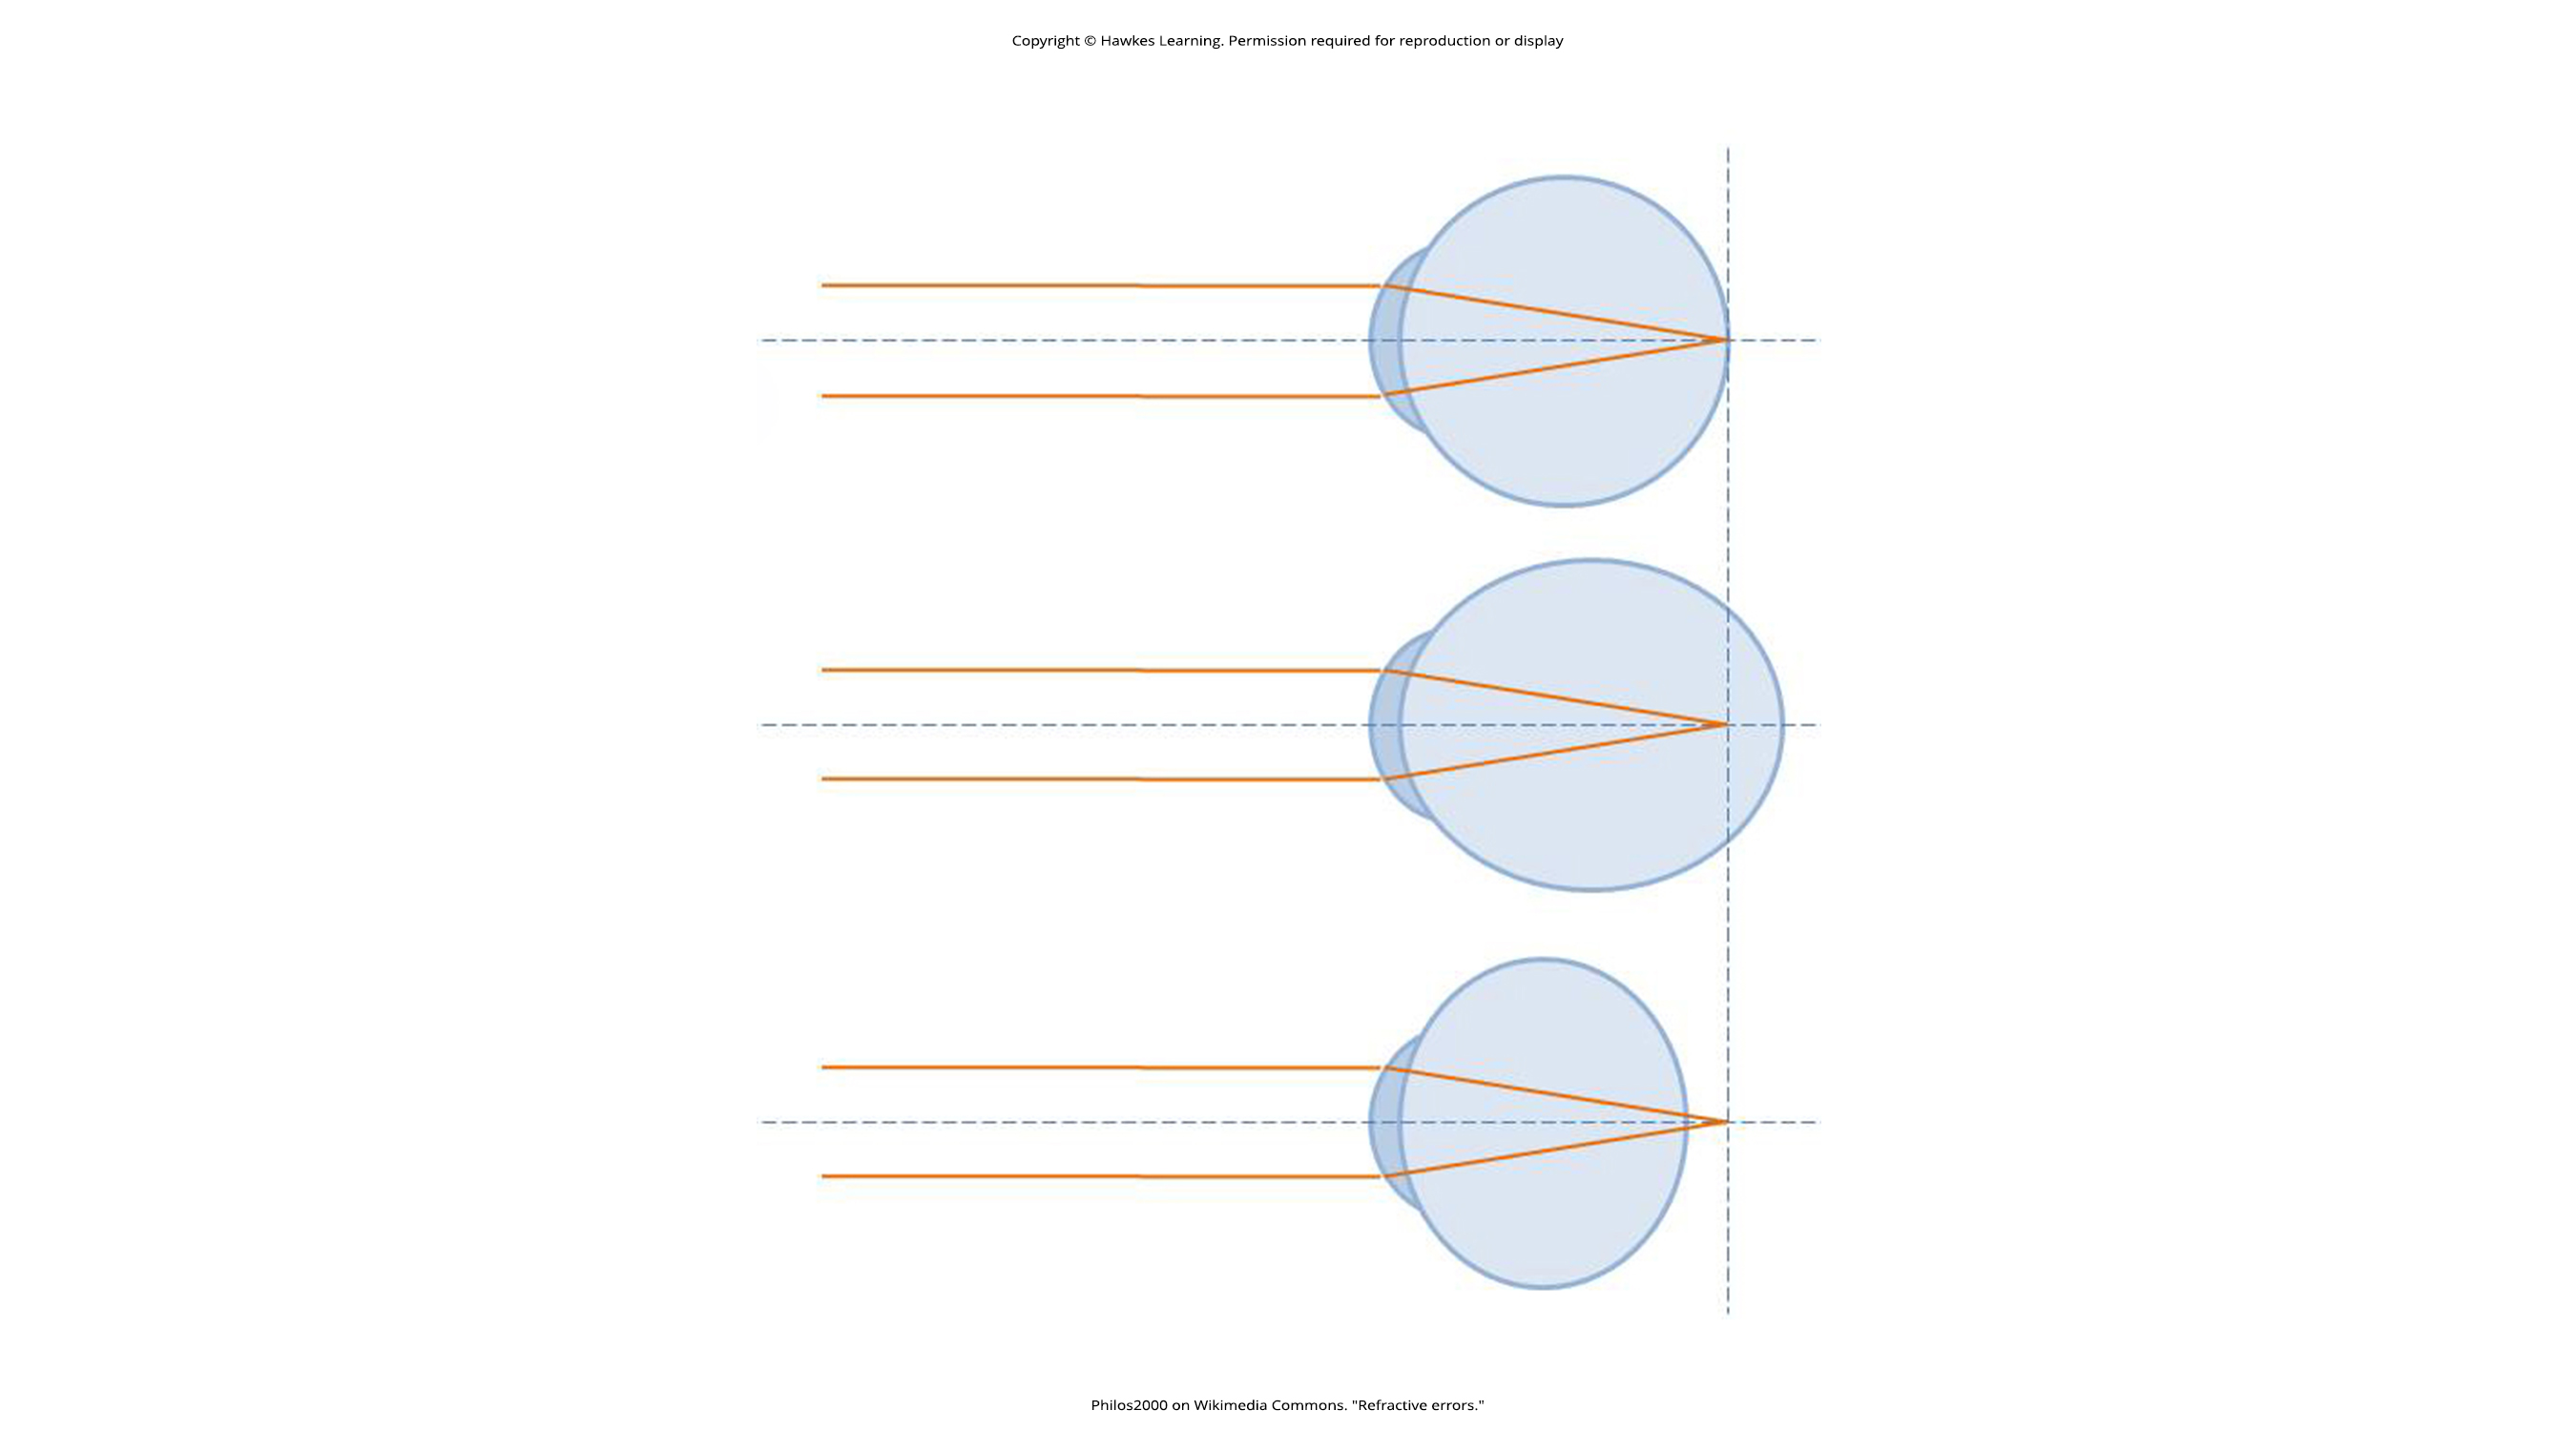 Copyright © Hawkes Learning. Permission required for reproduction or display
Philos2000 on Wikimedia Commons. "Refractive errors."